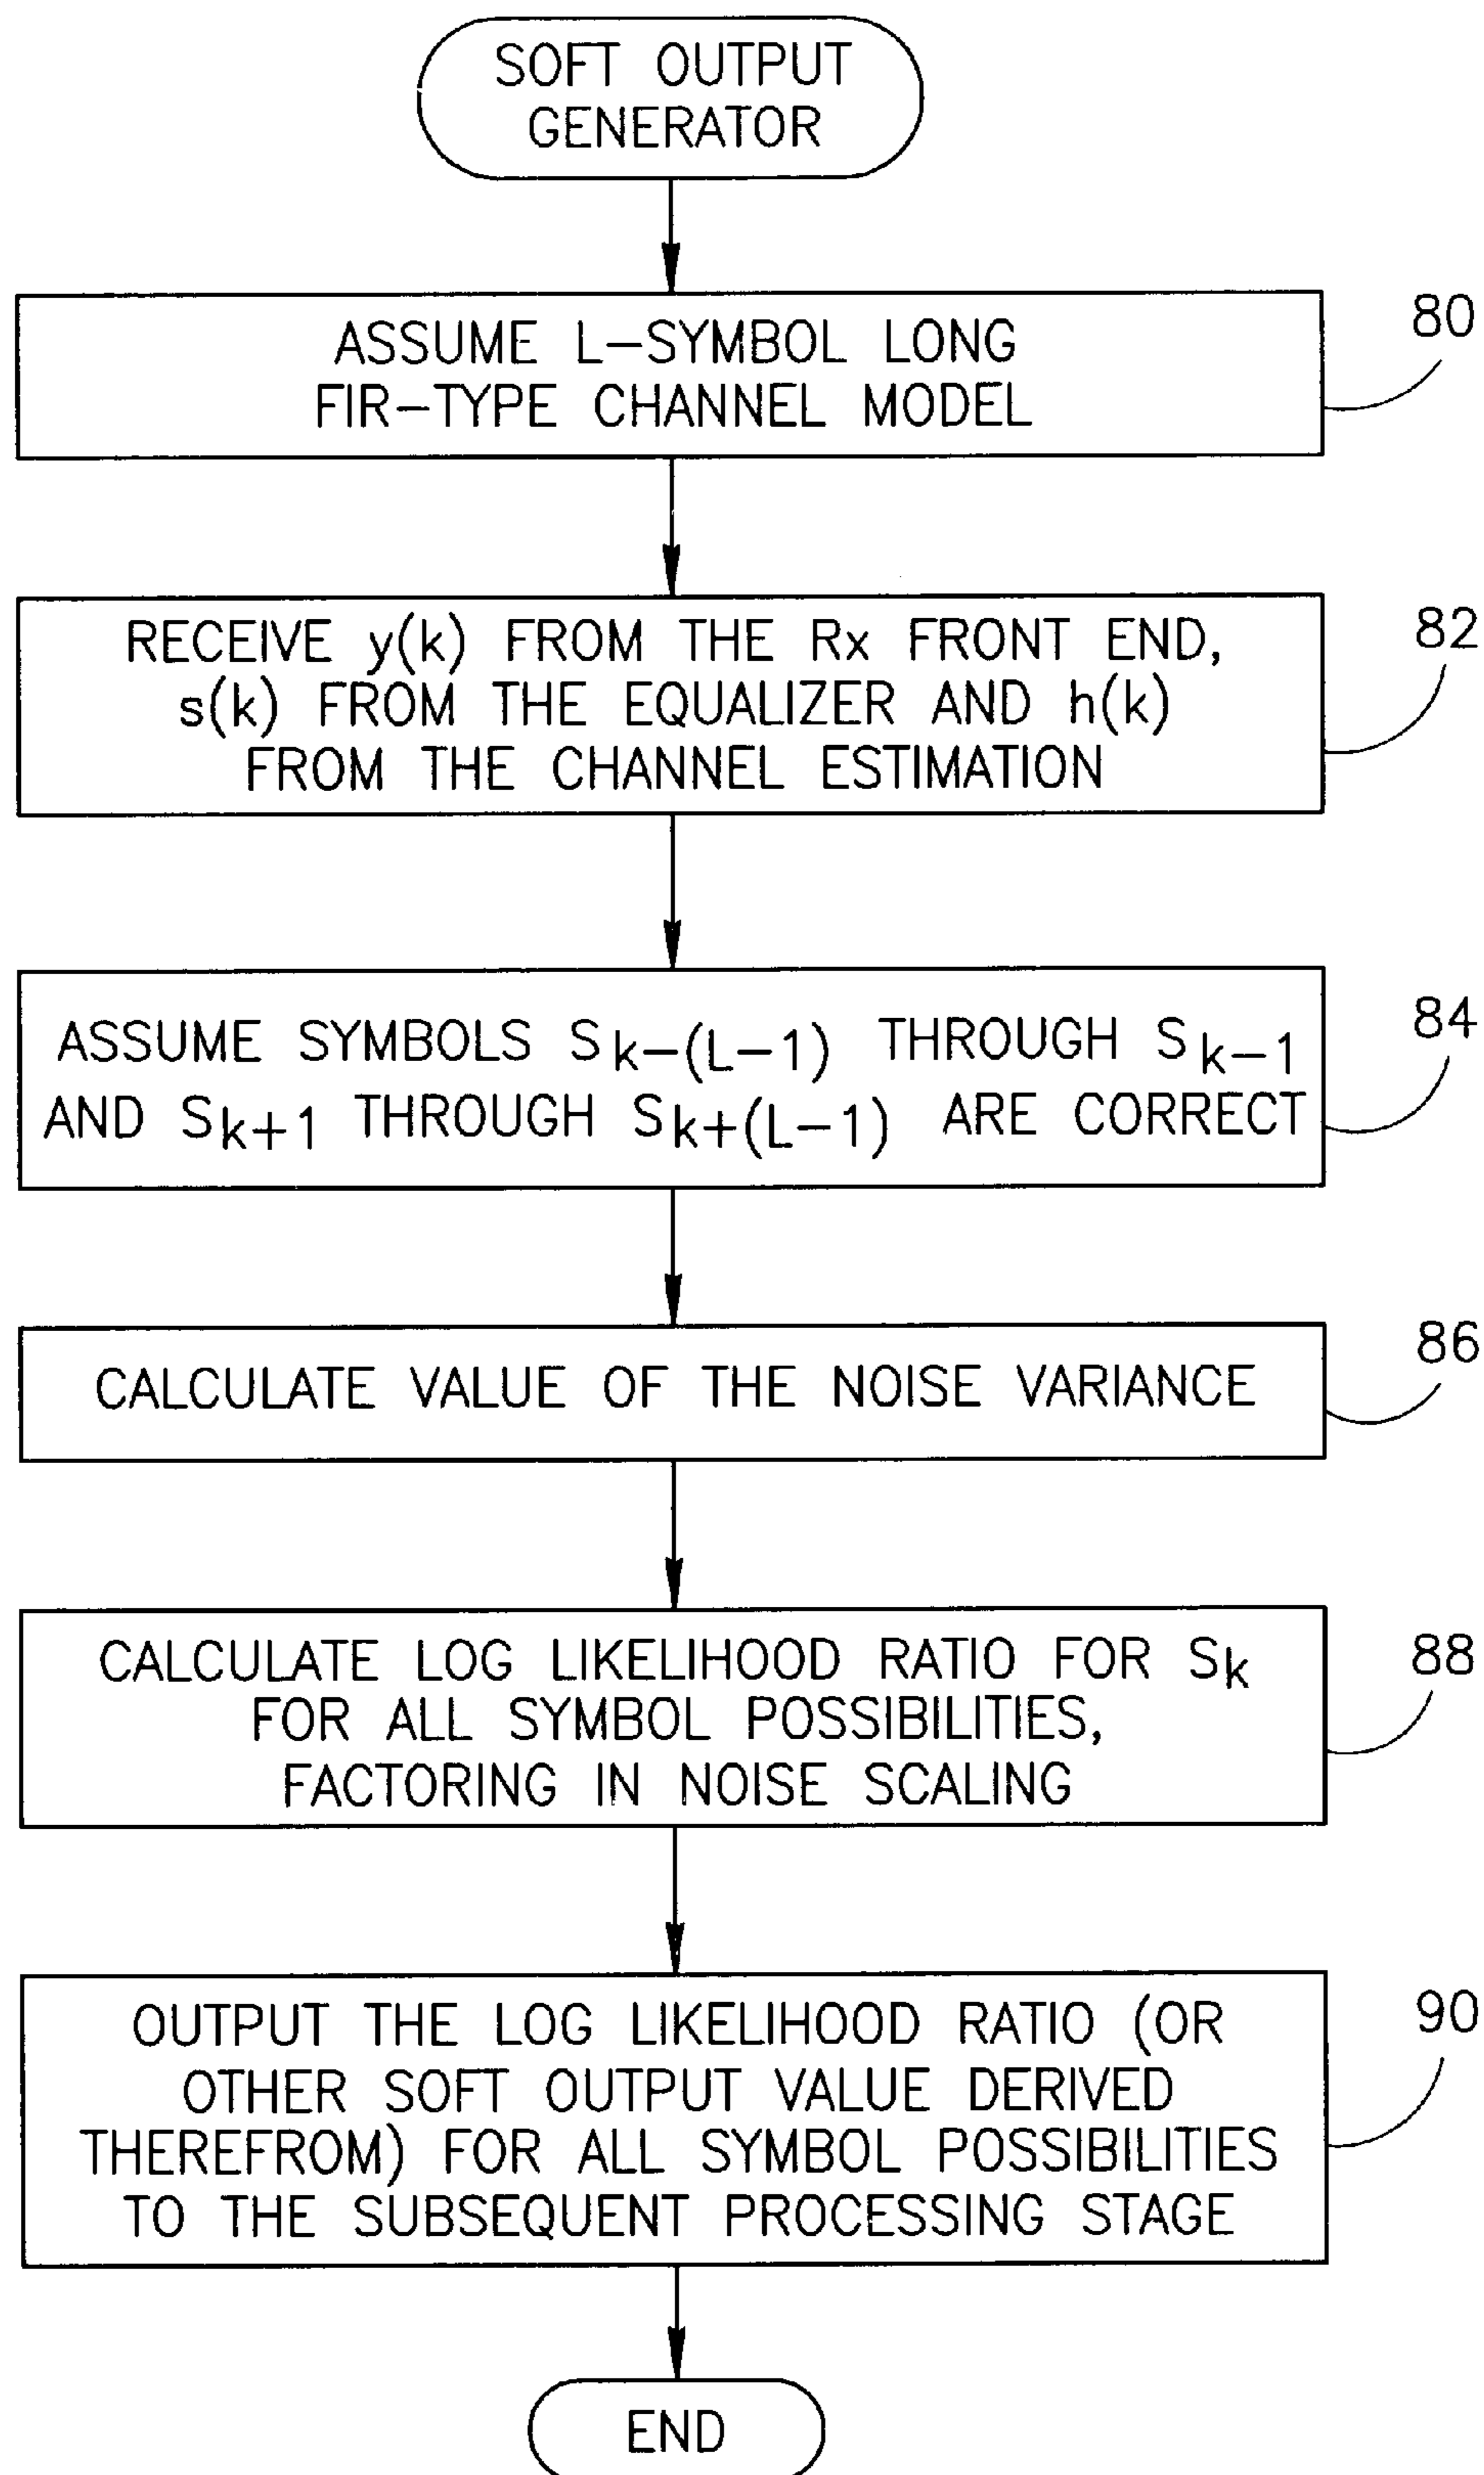 SOFT OUTPUT
GENERATOR
80
ASSUME L-SYMBOL LONG
FIR-TYPE CHANNEL MODEL
82
RECEIVE y(k) FROM THE Rx FRONT END,
s(k) FROM THE EQUALIZER AND h(k)
FROM THE CHANNEL ESTIMATION
84
ASSUME SYMBOLS Sk-(L-1) THROUGH Sk-1
AND Sk+1 THROUGH Sk+(L-1) ARE CORRECT
86
CALCULATE VALUE OF THE NOISE VARIANCE
88
CALCULATE LOG LIKELIHOOD RATIO FOR Sk
FOR ALL SYMBOL POSSIBILITIES,
FACTORING IN NOISE SCALING
90
OUTPUT THE LOG LIKELIHOOD RATIO (OR
OTHER SOFT OUTPUT VALUE DERIVED
THEREFROM) FOR ALL SYMBOL POSSIBILITIES
TO THE SUBSEQUENT PROCESSING STAGE
END